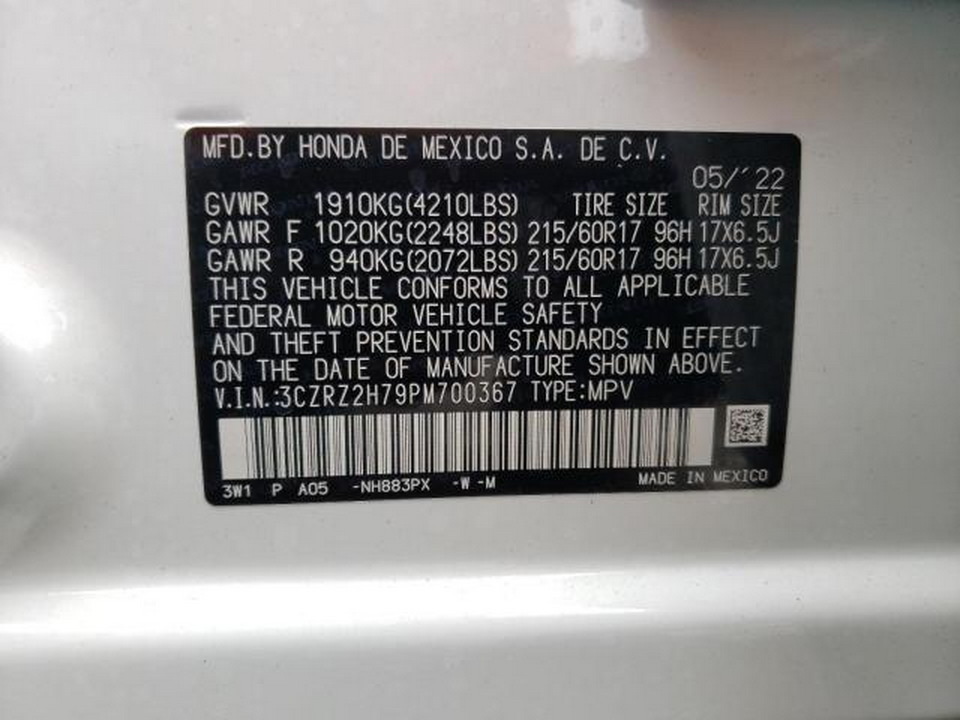 MFD.BY HONDA DE MEXICO S.A. DE C.V.
05/'22
GVWR 1910KG(4210LBS) TIRE SIZE RIM SIZE
GAWR F 1020KG(2248LBS) 215/60R17 96H 17X6.5J
GAWR R 940KG(2072LBS) 215/60R17 96H 17X6.5J
THIS VEHICLE CONFORMS TO ALL APPLICABLE
FEDERAL MOTOR VEHICLE SAFETY
AND THEFT PREVENTION STANDARDS IN EFFECT
ON THE DATE OF MANUFACTURE SHOWN ABOVE.
V.I.N.:3CZRZ2H79PM700367 TYPE:MPV
3W1 P A05 -NH883PX -W -M MADE IN MEXICO